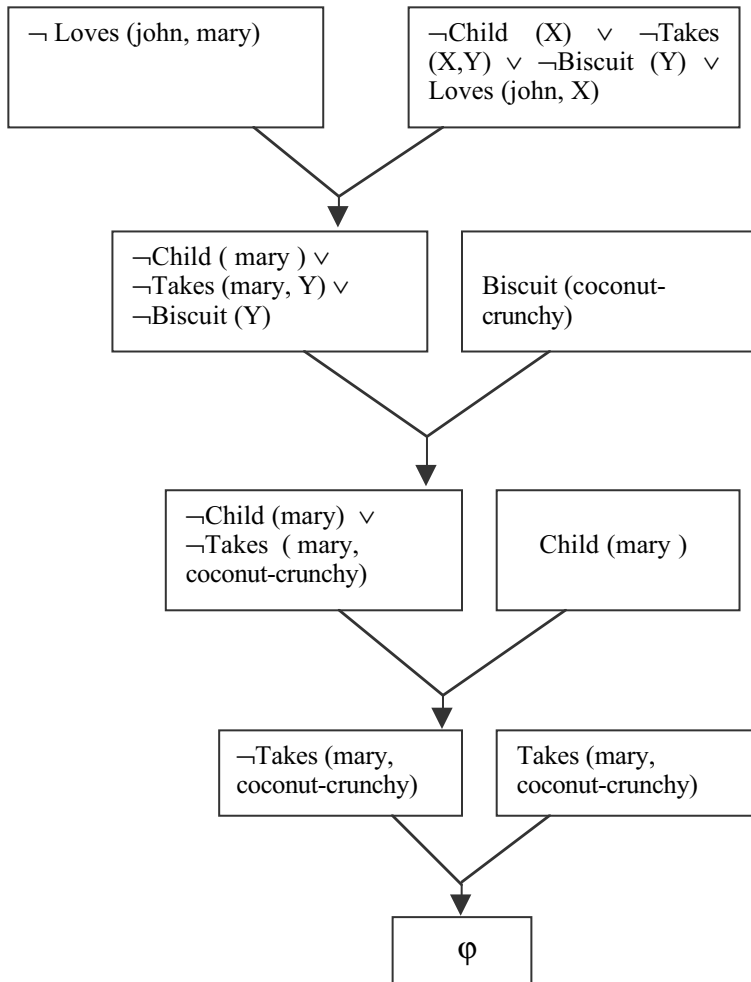 ¬ Loves (john, mary)
¬Child (X) ∨ ¬Takes
(X,Y) ∨ ¬Biscuit (Y) ∨
Loves (john, X)
¬Child ( mary ) ∨
¬Takes (mary, Y) ∨
¬Biscuit (Y)
Biscuit (coconut-
crunchy)
¬Child (mary) ∨
¬Takes ( mary,
coconut-crunchy)
Child (mary )
¬Takes (mary,
coconut-crunchy)
Takes (mary,
coconut-crunchy)
φ